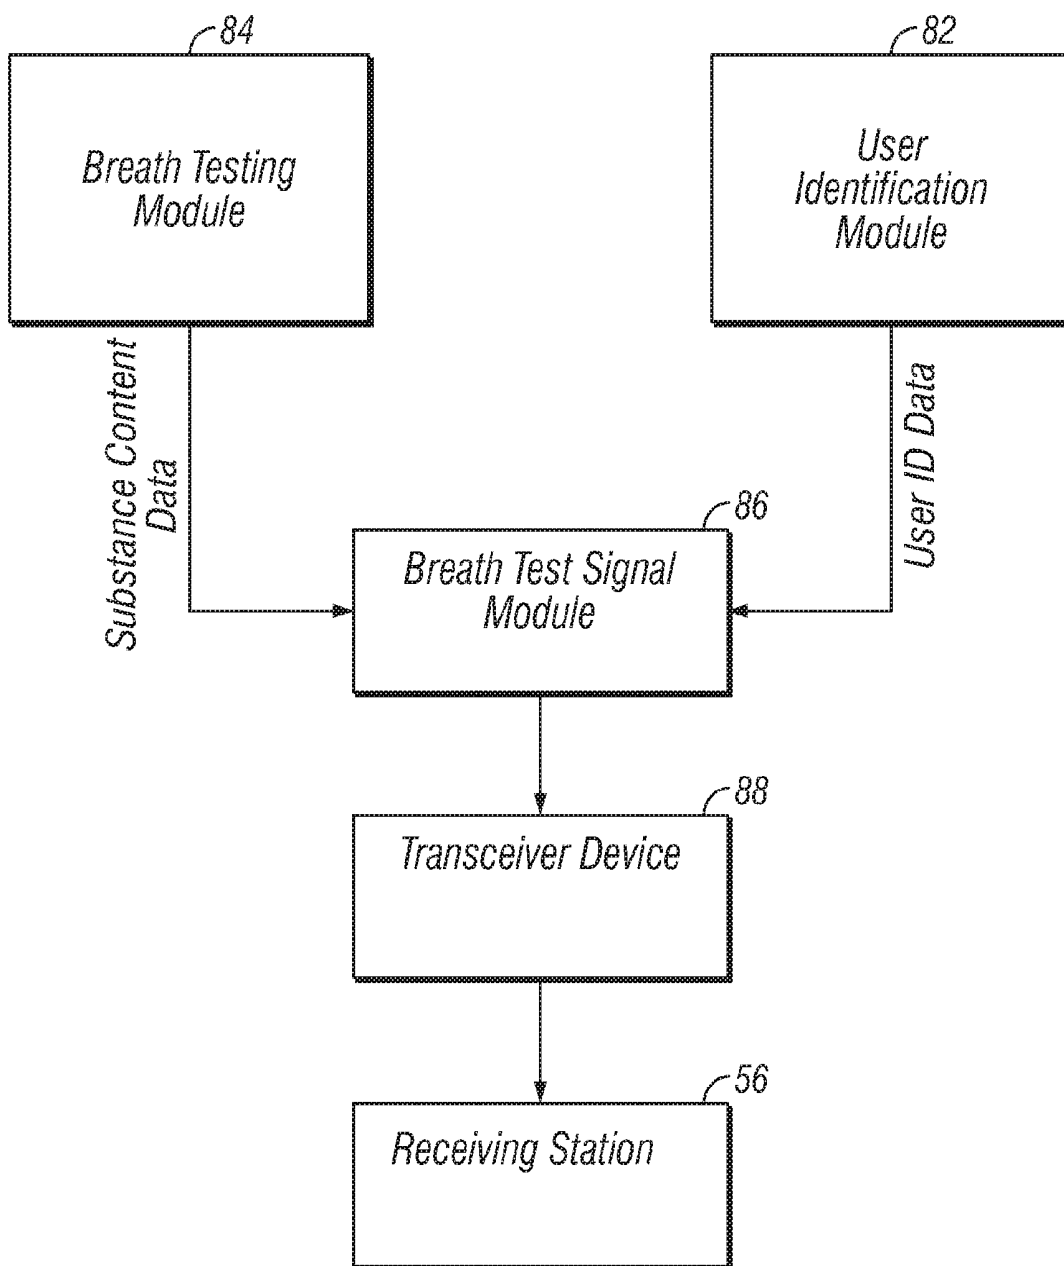 84
Breath Testing
Module
82
User
Identification
Module
Substance Content
Data
User ID Data
86
Breath Test Signal
Module
88
Transceiver Device
56
Receiving Station